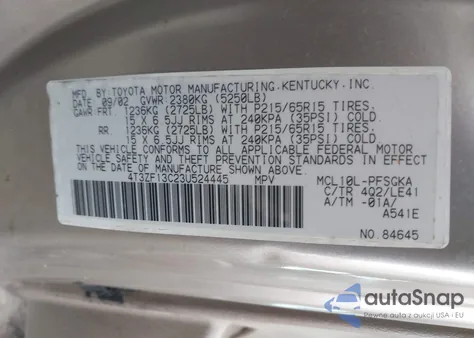 MFD. BY: TOYOTA MOTOR MANUFACTURING, KENTUCKY, INC.
DATE 09/02 GVWR 2380KG (5250LB)
GAWR: FRT. 1236KG (2725LB) WITH P215/65R15 TIRES.
15 X 6.5JJ RIMS AT 240KPA (35PSI) COLD.
RR. 1236KG (2725LB) WITH P215/65R15 TIRES.
15 X 6.5JJ RIMS AT 240KPA (35PSI) COLD.
THIS VEHICLE CONFORMS TO ALL APPLICABLE FEDERAL MOTOR
VEHICLE SAFETY STANDARDS IN EFFECT ON THE DATE OF
MANUFACTURE SHOWN ABOVE.
4T3ZF13C23U524445 MPV MCL10L-PFSGKA
C/TR 4Q2/LE41
A/TM -01A/
A541E
NO. 84645
autoSnap
Prywatne aukcje z USA i EU